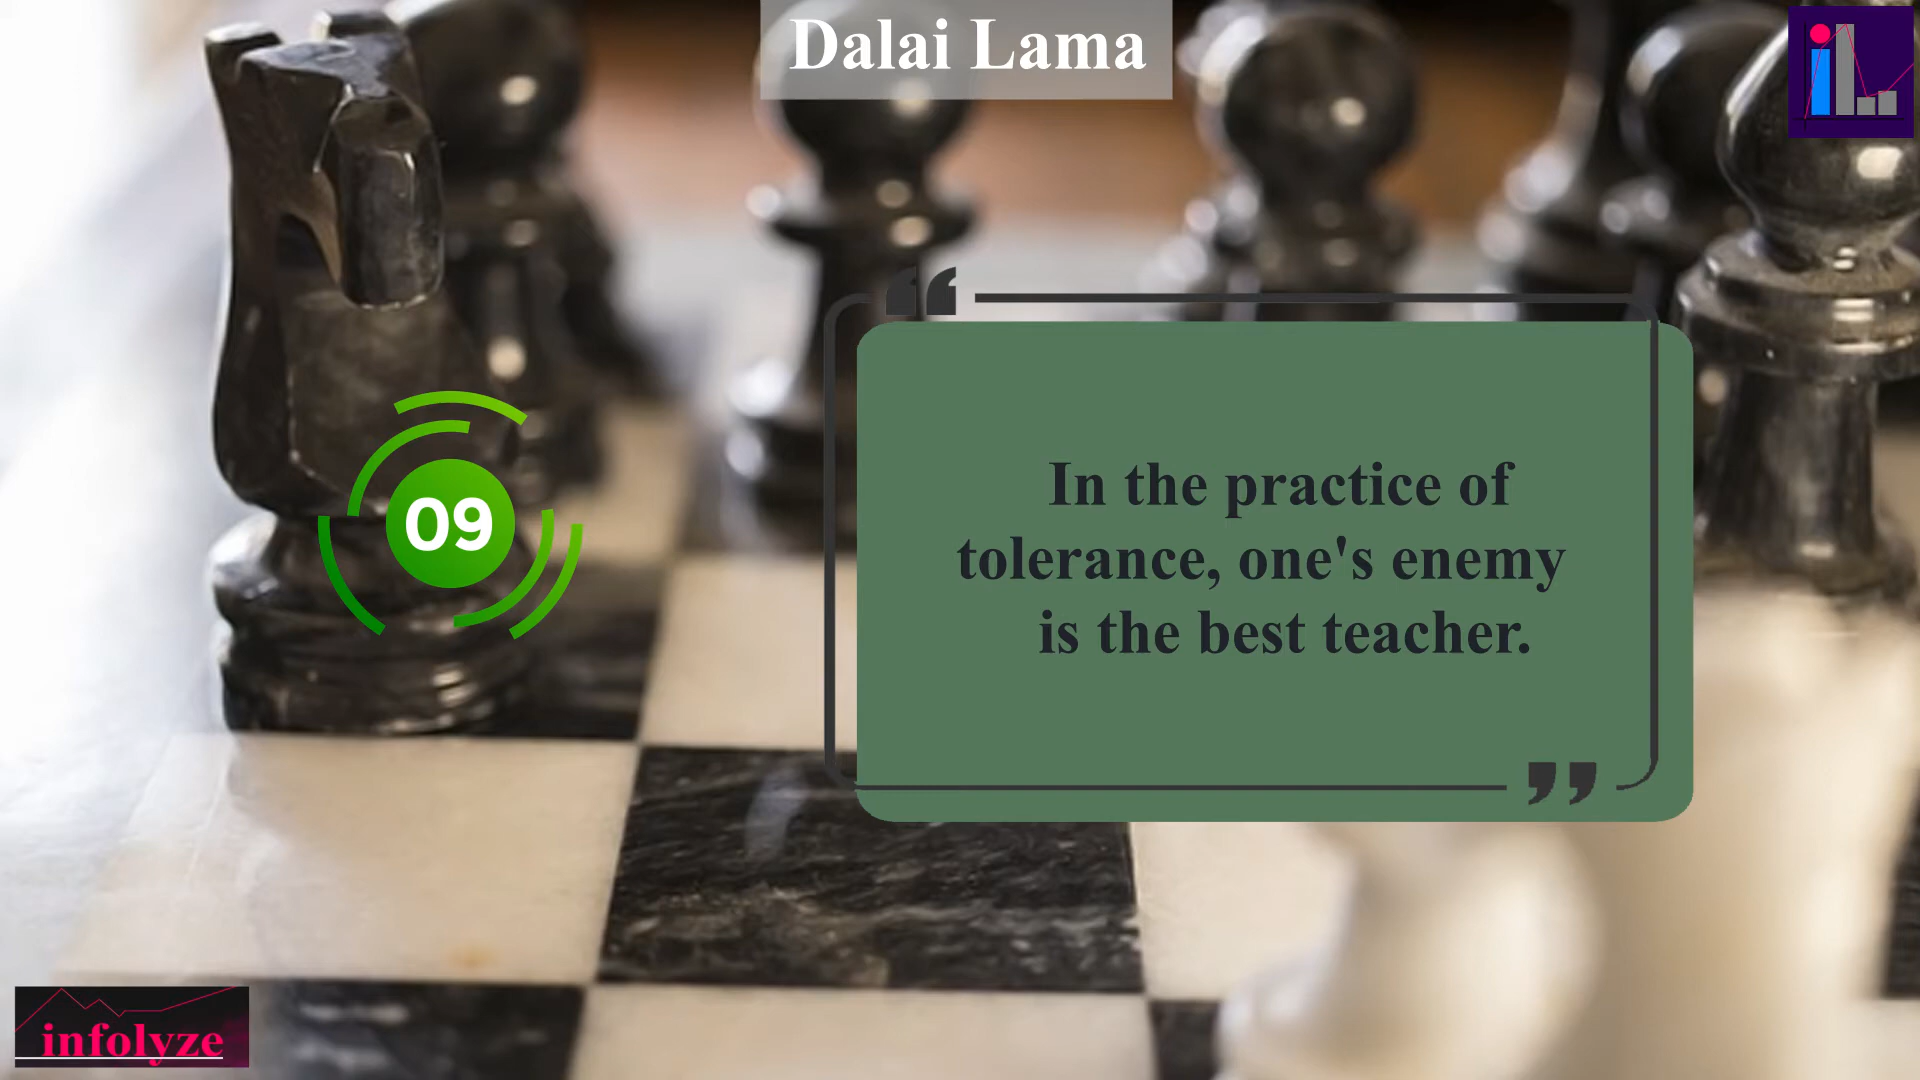 Dalai Lama
09
In the practice of
tolerance, one's enemy
is the best teacher.
infolyze